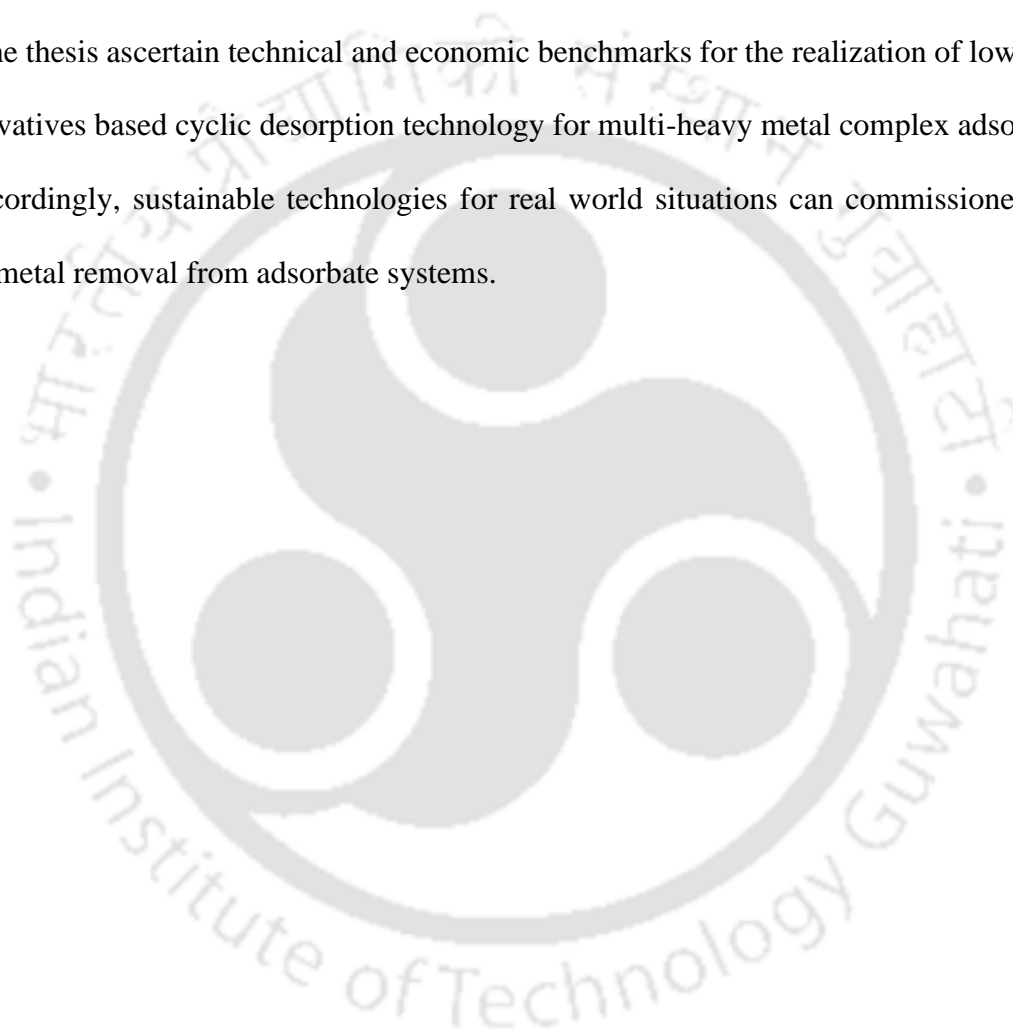 ne thesis ascertain technical and economic benchmarks for the realization of low
vatives based cyclic desorption technology for multi-heavy metal complex adso
cordingly, sustainable technologies for real world situations can commissione
metal removal from adsorbate systems.
भारतीय प्रौद्योगिकी संस्थान गुवाहाटी
Indian Institute of Technology Guwahati